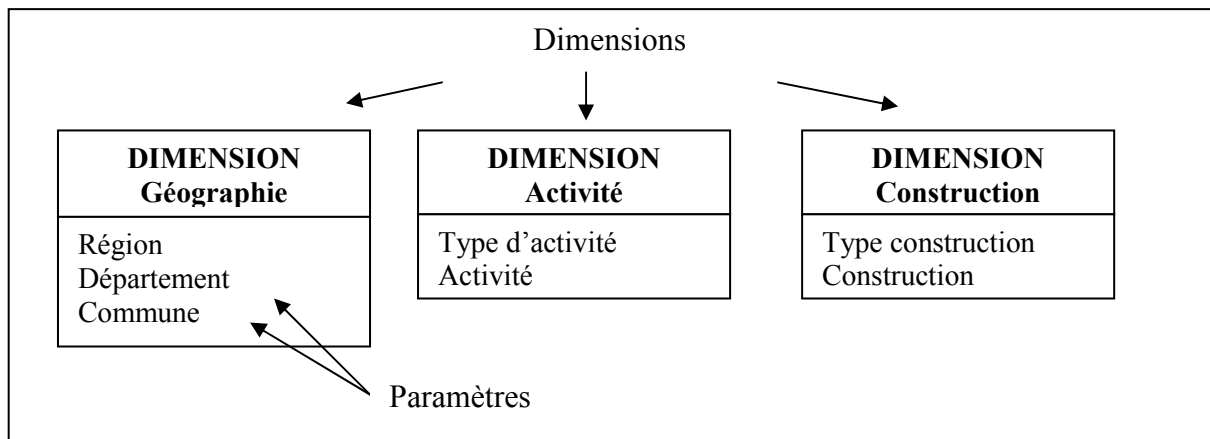 Dimensions
DIMENSION
Géographie
Région
Département
Commune
DIMENSION
Activité
Type d’activité
Activité
DIMENSION
Construction
Type construction
Construction
Paramètres